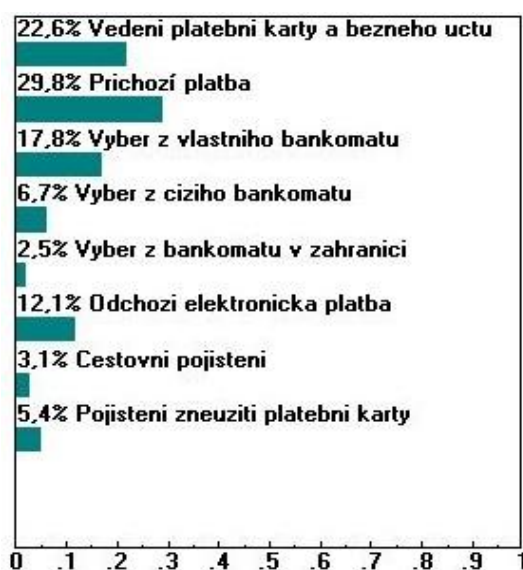 22,6% Vedeni platebni karty a bezneho uctu
29,8% Prichozí platba
17,8% Vyber z vlastniho bankomatu
6,7% Vyber z ciziho bankomatu
2,5% Vyber z bankomatu v zahranici
12,1% Odchozi elektronicka platba
3,1% Cestovni pojisteni
5,4% Pojisteni zneuziti platebni karty
0 .1 .2 .3 .4 .5 .6 .7 .8 .9 1